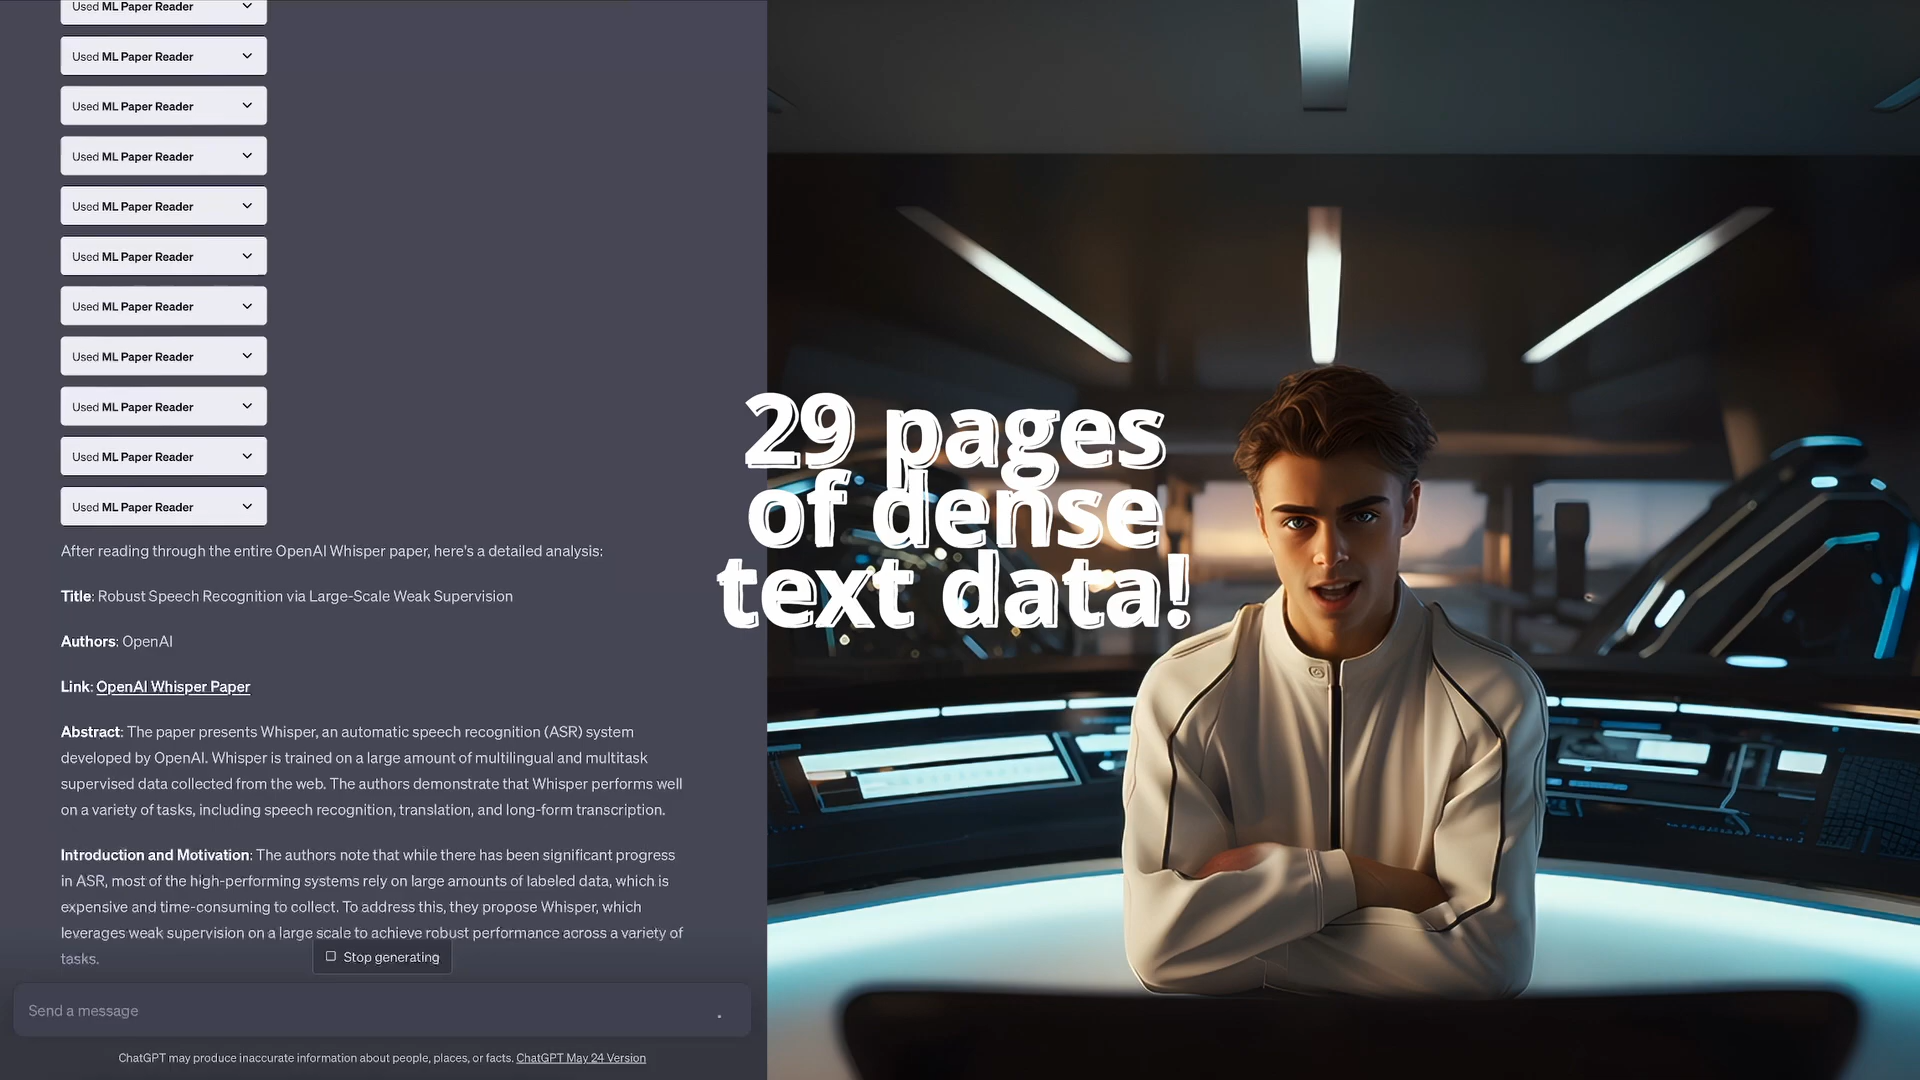 Used ML Paper Reader
Used ML Paper Reader
Used ML Paper Reader
Used ML Paper Reader
Used ML Paper Reader
Used ML Paper Reader
Used ML Paper Reader
Used ML Paper Reader
Used ML Paper Reader
Used ML Paper Reader
Used ML Paper Reader
After reading through the entire OpenAI Whisper paper, here's a detailed analysis:
Title: Robust Speech Recognition via Large-Scale Weak Supervision
Authors: OpenAI
Link: OpenAI Whisper Paper
Abstract: The paper presents Whisper, an automatic speech recognition (ASR) system
developed by OpenAI. Whisper is trained on a large amount of multilingual and multitask
supervised data collected from the web. The authors demonstrate that Whisper performs well
on a variety of tasks, including speech recognition, translation, and long-form transcription.
Introduction and Motivation: The authors note that while there has been significant progress
in ASR, most of the high-performing systems rely on large amounts of labeled data, which is
expensive and time-consuming to collect. To address this, they propose Whisper, which
leverages weak supervision on a large scale to achieve robust performance across a variety of
tasks.
Stop generating
Send a message
ChatGPT may produce inaccurate information about people, places, or facts. ChatGPT May 24 Version
29 pages
of dense
text data!